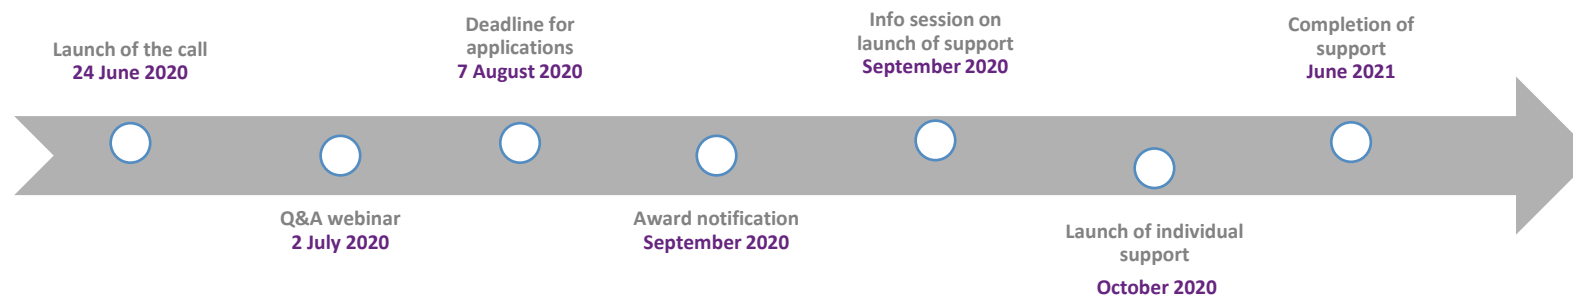 Launch of the call
24 June 2020
Q&A webinar
2 July 2020
Deadline for
applications
7 August 2020
Award notification
September 2020
Info session on
launch of support
September 2020
Launch of individual
support
October 2020
Completion of
support
June 2021